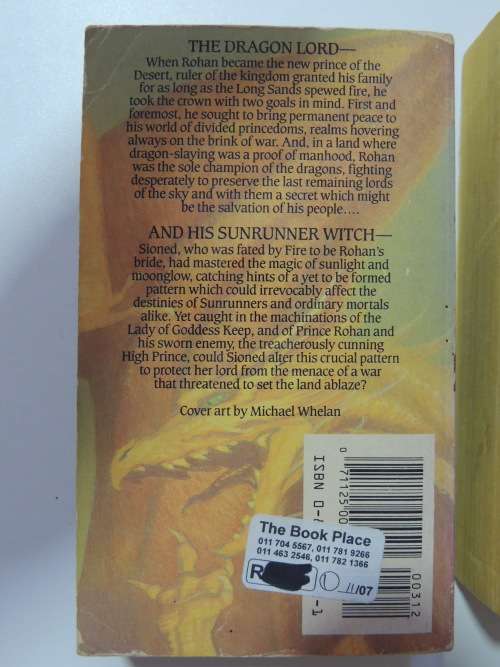 THE DRAGON LORD—
When Rohan became the new prince of the
Desert, ruler of the kingdom granted his family
for as long as the Long Sands spewed fire, he
took the crown with two goals in mind. First and
foremost, he sought to bring permanent peace to
his world of divided princedoms, realms hovering
always on the brink of war. And, in a land where
dragon-slaying was a proof of manhood, Rohan
was the sole champion of the dragons, fighting
desperately to preserve the last remaining lords
of the sky and with them a secret which might
be the salvation of his people....
AND HIS SUNRUNNER WITCH—
Sioned, who was fated by Fire to be Rohan's
bride, had mastered the magic of sunlight and
moonglow, catching hints of a yet to be formed
pattern which could irrevocably affect the
destinies of Sunrunners and ordinary mortals
alike. Yet caught in the machinations of the
Lady of Goddess Keep, and of Prince Rohan and
his sworn enemy, the treacherously cunning
High Prince, could Sioned alter this crucial pattern
to protect her lord from the menace of a war
that threatened to set the land ablaze?
Cover art by Michael Whelan
ISBN 0-
0 71125 00
00312
-1
The Book Place
011 704 5567, 011 781 9266
011 463 2546, 011 782 1366
R
11/07